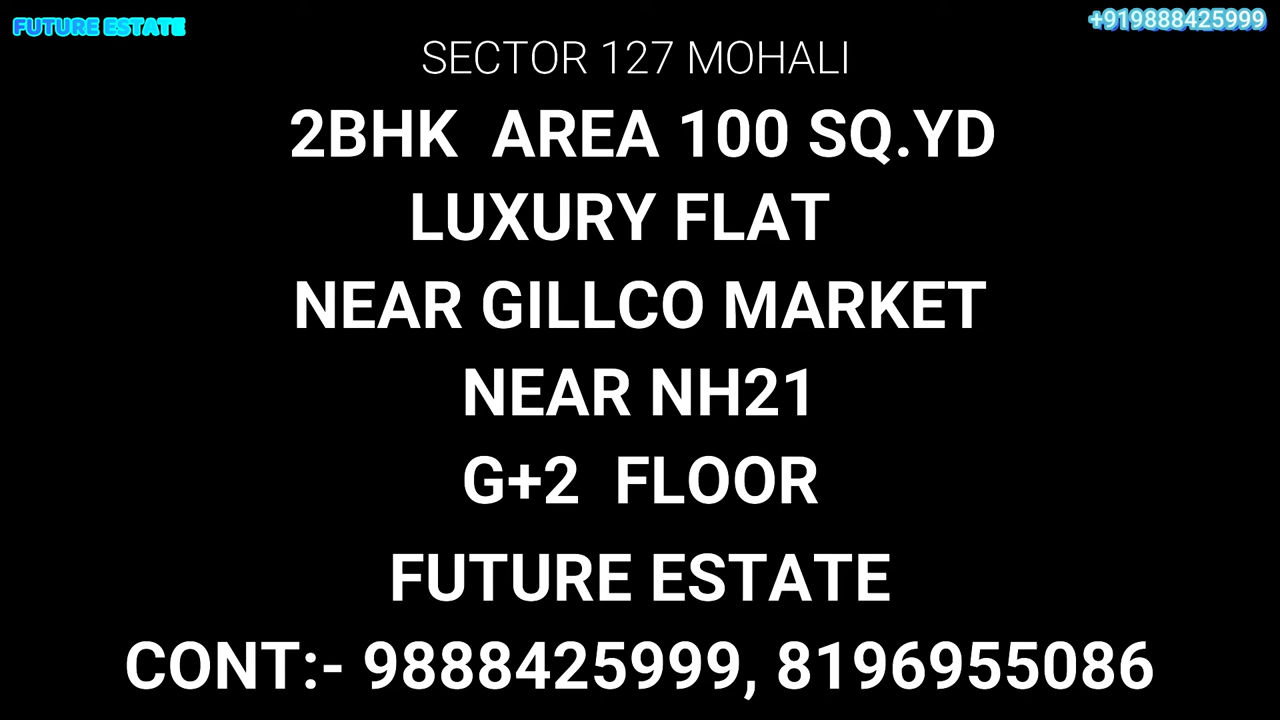 FUTURE ESTATE
+919888425999
SECTOR 127 MOHALI
2BHK  AREA 100 SQ.YD
LUXURY FLAT
NEAR GILLCO MARKET
NEAR NH21
G+2  FLOOR
FUTURE ESTATE
CONT:- 9888425999, 8196955086